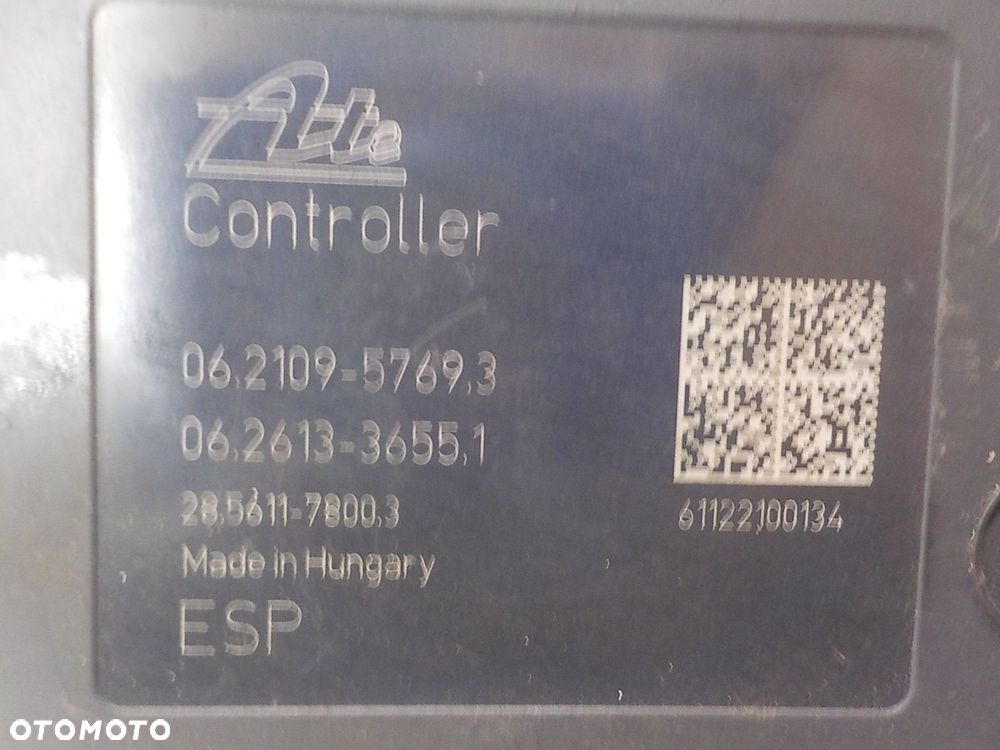 Ate
Controller
06.2109-5769.3
06.2613-3655.1
28.5611-7800.3
61122100134
Made in Hungary
ESP
OTOMOTO